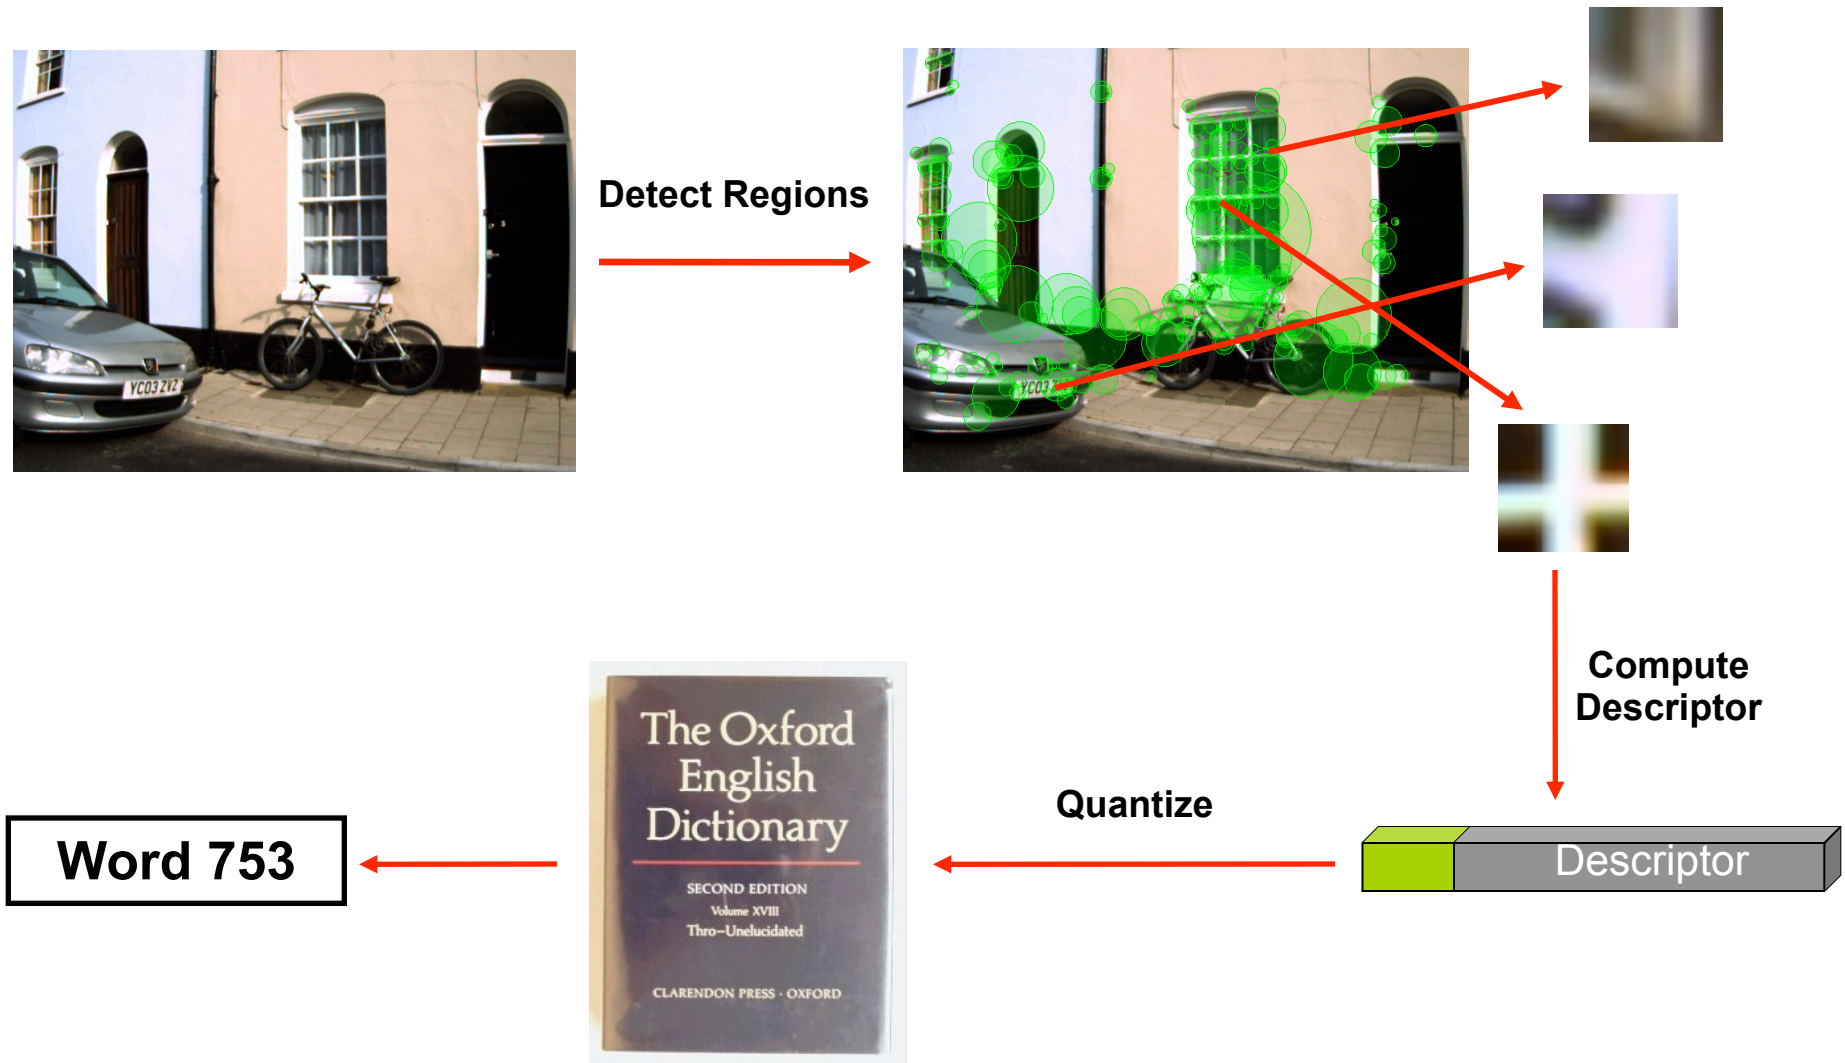 Detect Regions
YC03 ZVZ
YC03
Compute
Descriptor
The Oxford
English
Dictionary
SECOND EDITION
Volume XVIII
Thro–Unelucidated
CLARENDON PRESS · OXFORD
Quantize
Descriptor
Word 753